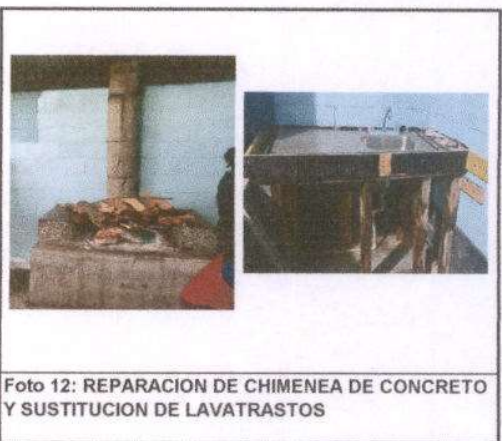 Foto 12: REPARACION DE CHIMENEA DE CONCRETO
Y SUSTITUCION DE LAVATRASTOS